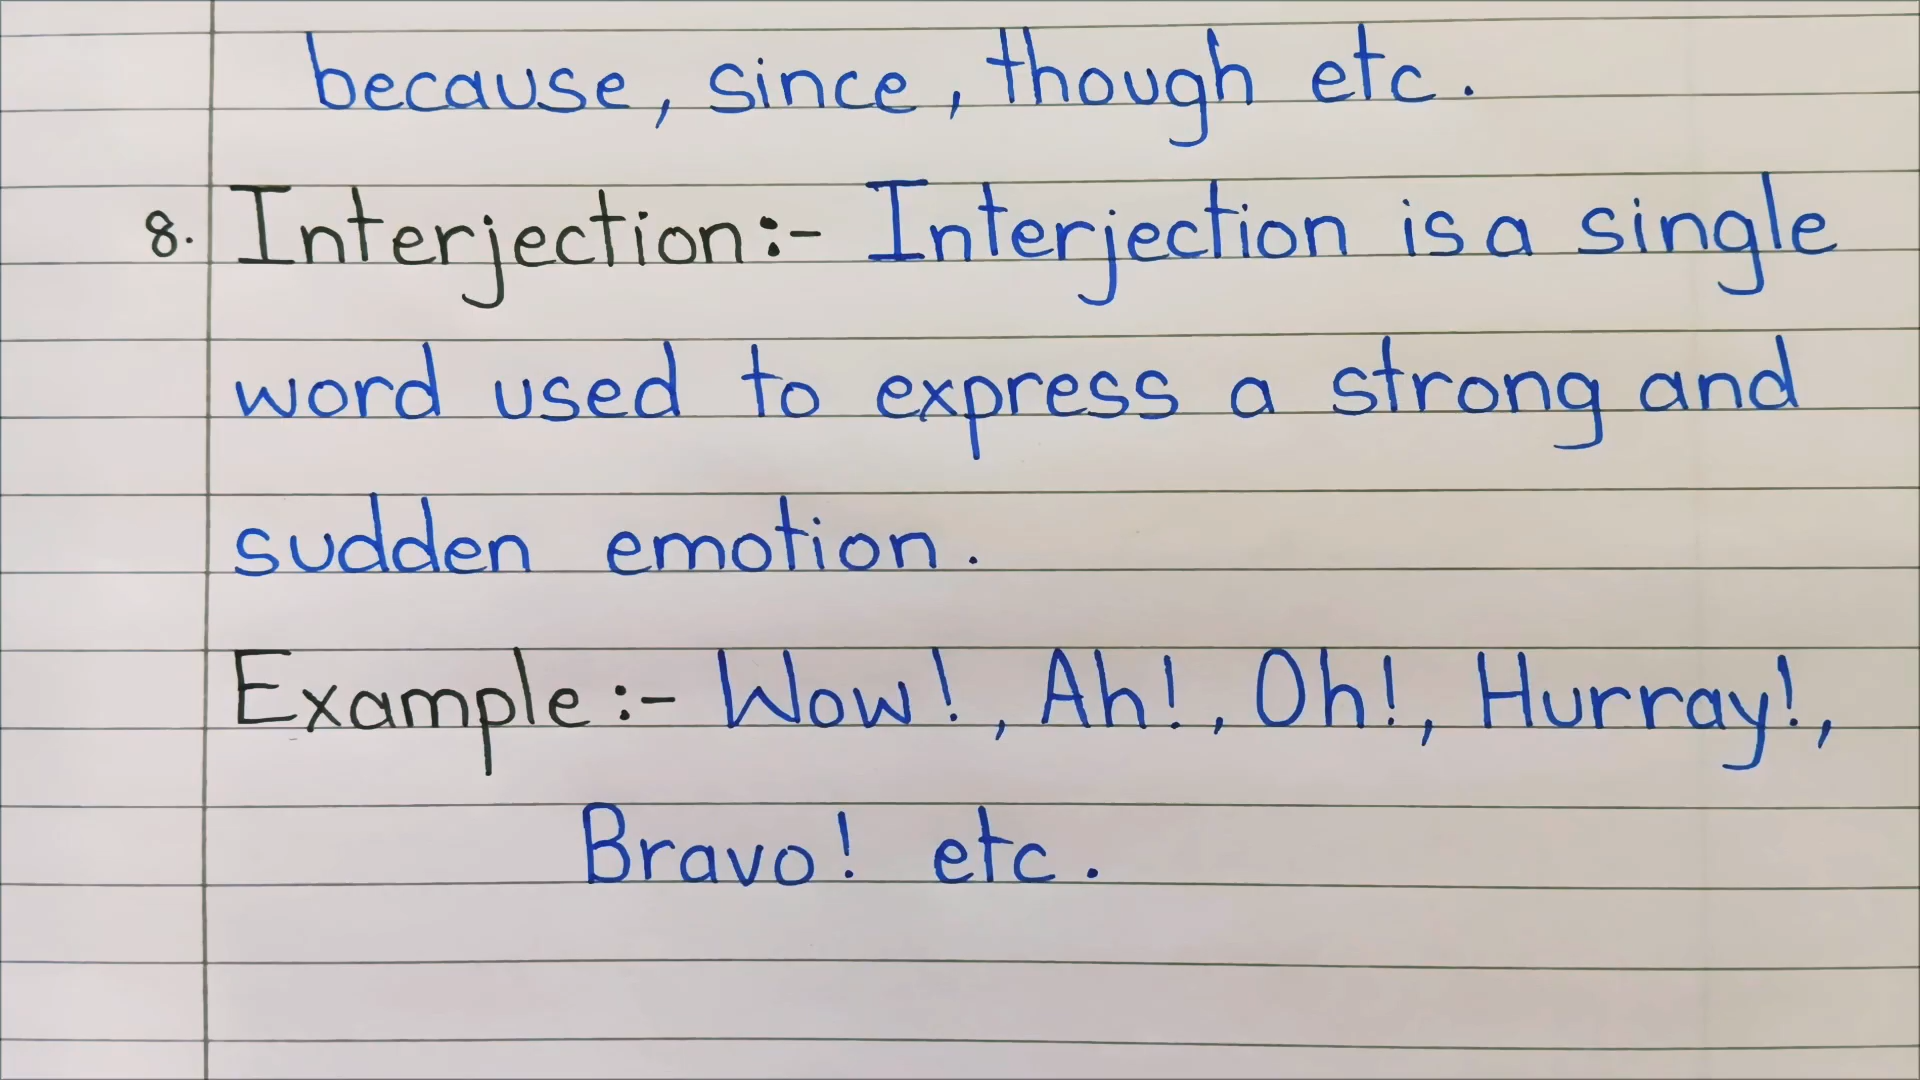 because, since, though etc.
8. Interjection:- Interjection is a single
word used to express a strong and
sudden emotion.
Example:- Wow!, Ah!, Oh!, Hurray!,
Bravo! etc.